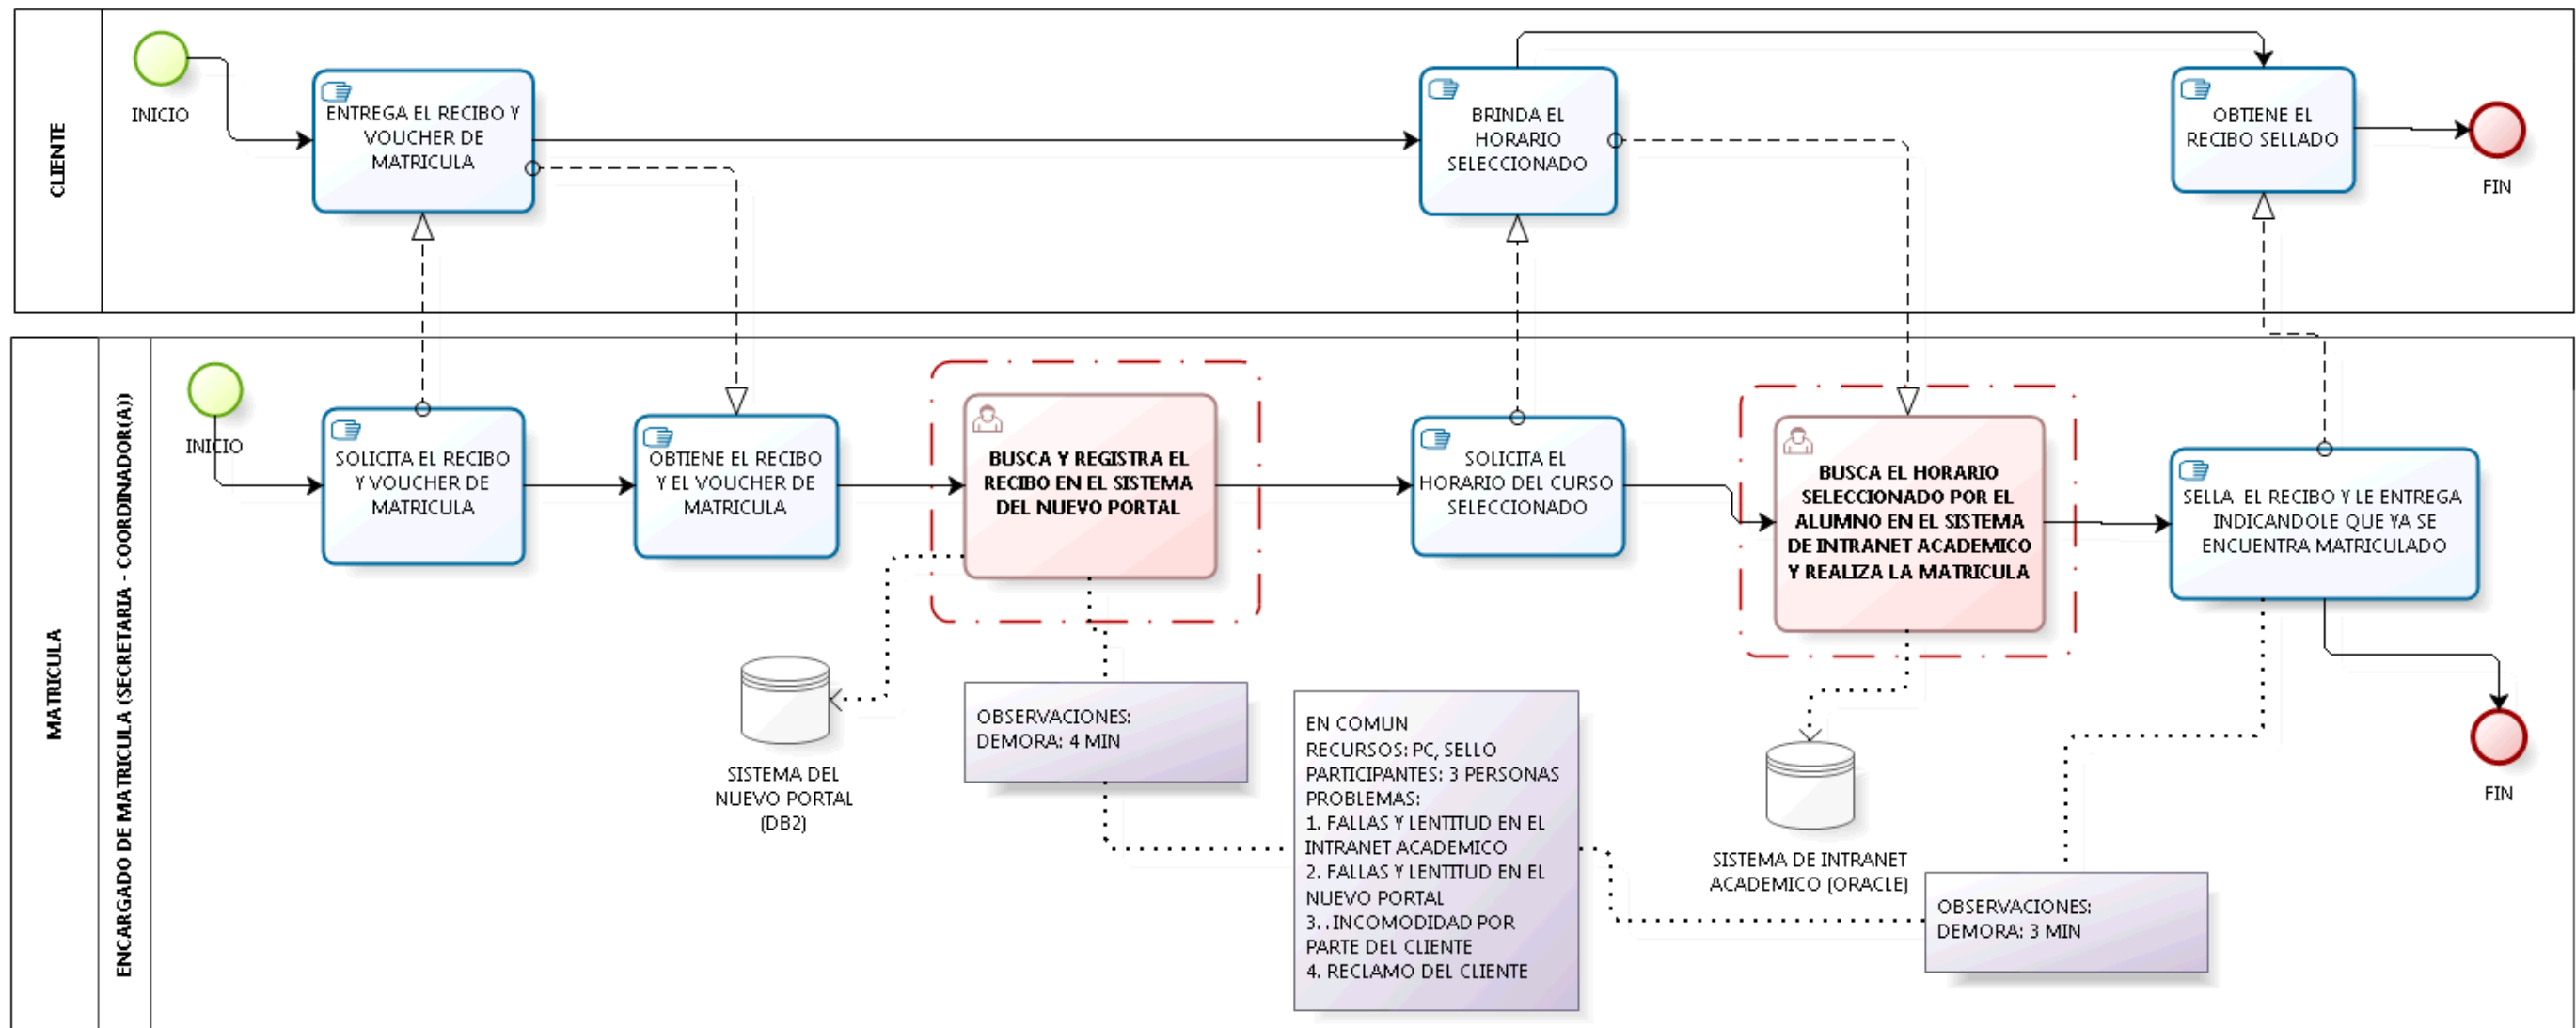 CLIENTE
INICIO
ENTREGA EL RECIBO Y
VOUCHER DE
MATRICULA
BRINDA EL
HORARIO
SELECCIONADO
OBTIENE EL
RECIBO SELLADO
FIN
MATRICULA
ENCARGADO DE MATRICULA (SECRETARIA - COORDINADOR(A))
INICIO
SOLICITA EL RECIBO
Y VOUCHER DE
MATRICULA
OBTIENE EL RECIBO
Y EL VOUCHER DE
MATRICULA
BUSCA Y REGISTRA EL
RECIBO EN EL SISTEMA
DEL NUEVO PORTAL
SOLICITA EL
HORARIO DEL CURSO
SELECCIONADO
BUSCA EL HORARIO
SELECCIONADO POR EL
ALUMNO EN EL SISTEMA
DE INTRANET ACADEMICO
Y REALIZA LA MATRICULA
SELLA  EL RECIBO Y LE ENTREGA
INDICANDOLE QUE YA SE
ENCUENTRA MATRICULADO
SISTEMA DEL
NUEVO PORTAL
(DB2)
OBSERVACIONES:
DEMORA: 4 MIN
EN COMUN
RECURSOS: PC, SELLO
PARTICIPANTES: 3 PERSONAS
PROBLEMAS:
1. FALLAS Y LENTITUD EN EL
INTRANET ACADEMICO
2. FALLAS Y LENTITUD EN EL
NUEVO PORTAL
3. .INCOMODIDAD POR
PARTE DEL CLIENTE
4. RECLAMO DEL CLIENTE
SISTEMA DE INTRANET
ACADEMICO (ORACLE)
OBSERVACIONES:
DEMORA: 3 MIN
FIN